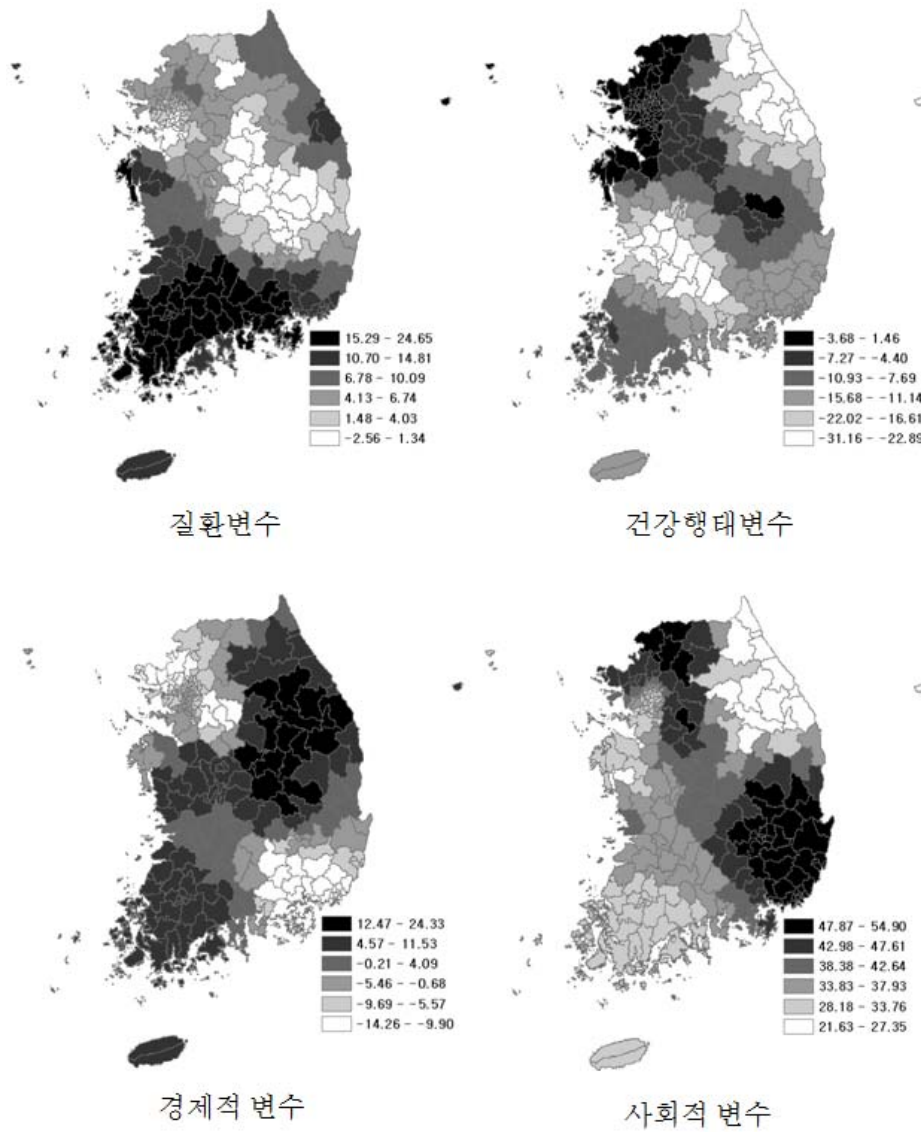 15.29 - 24.65
10.70 - 14.81
6.78 - 10.09
4.13 - 6.74
1.48 - 4.03
-2.56 - 1.34
질환변수
-3.68 - 1.46
-7.27 - -4.40
-10.93 - -7.69
-15.68 - -11.14
-22.02 - -16.61
-31.16 - -22.89
건강행태변수
12.47 - 24.33
4.57 - 11.53
-0.21 - 4.09
-5.46 - -0.68
-9.69 - -5.57
-14.26 - -9.90
경제적 변수
47.87 - 54.90
42.98 - 47.61
38.38 - 42.64
33.83 - 37.93
28.18 - 33.76
21.63 - 27.35
사회적 변수